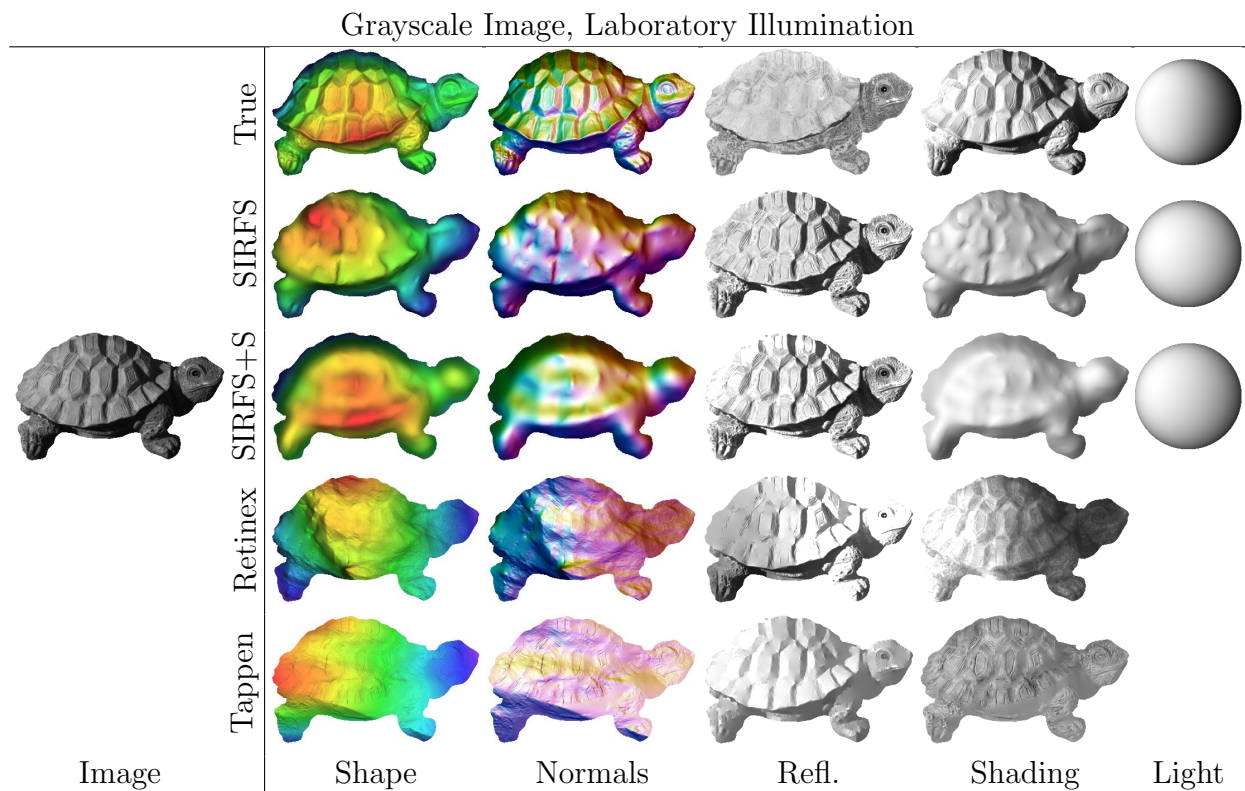 Grayscale Image, Laboratory Illumination
True
SIRFS
SIRFS+S
Retinex
Tappen
Image Shape Normals Refl. Shading Light